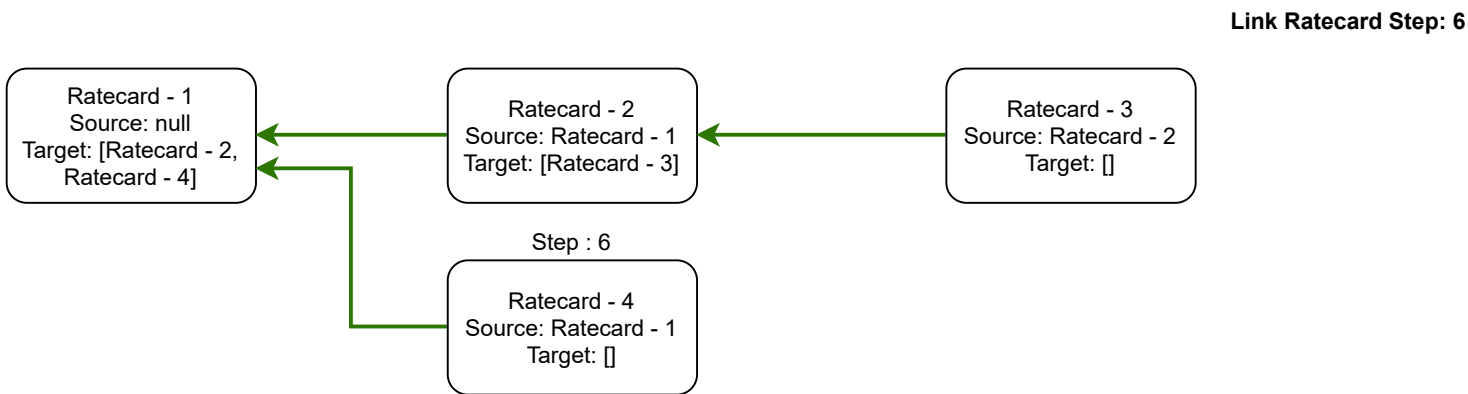 Link Ratecard Step: 6
Ratecard - 1
Source: null
Target: [Ratecard - 2,
Ratecard - 4]
Ratecard - 2
Source: Ratecard - 1
Target: [Ratecard - 3]
Ratecard - 3
Source: Ratecard - 2
Target: []
Step : 6
Ratecard - 4
Source: Ratecard - 1
Target: []